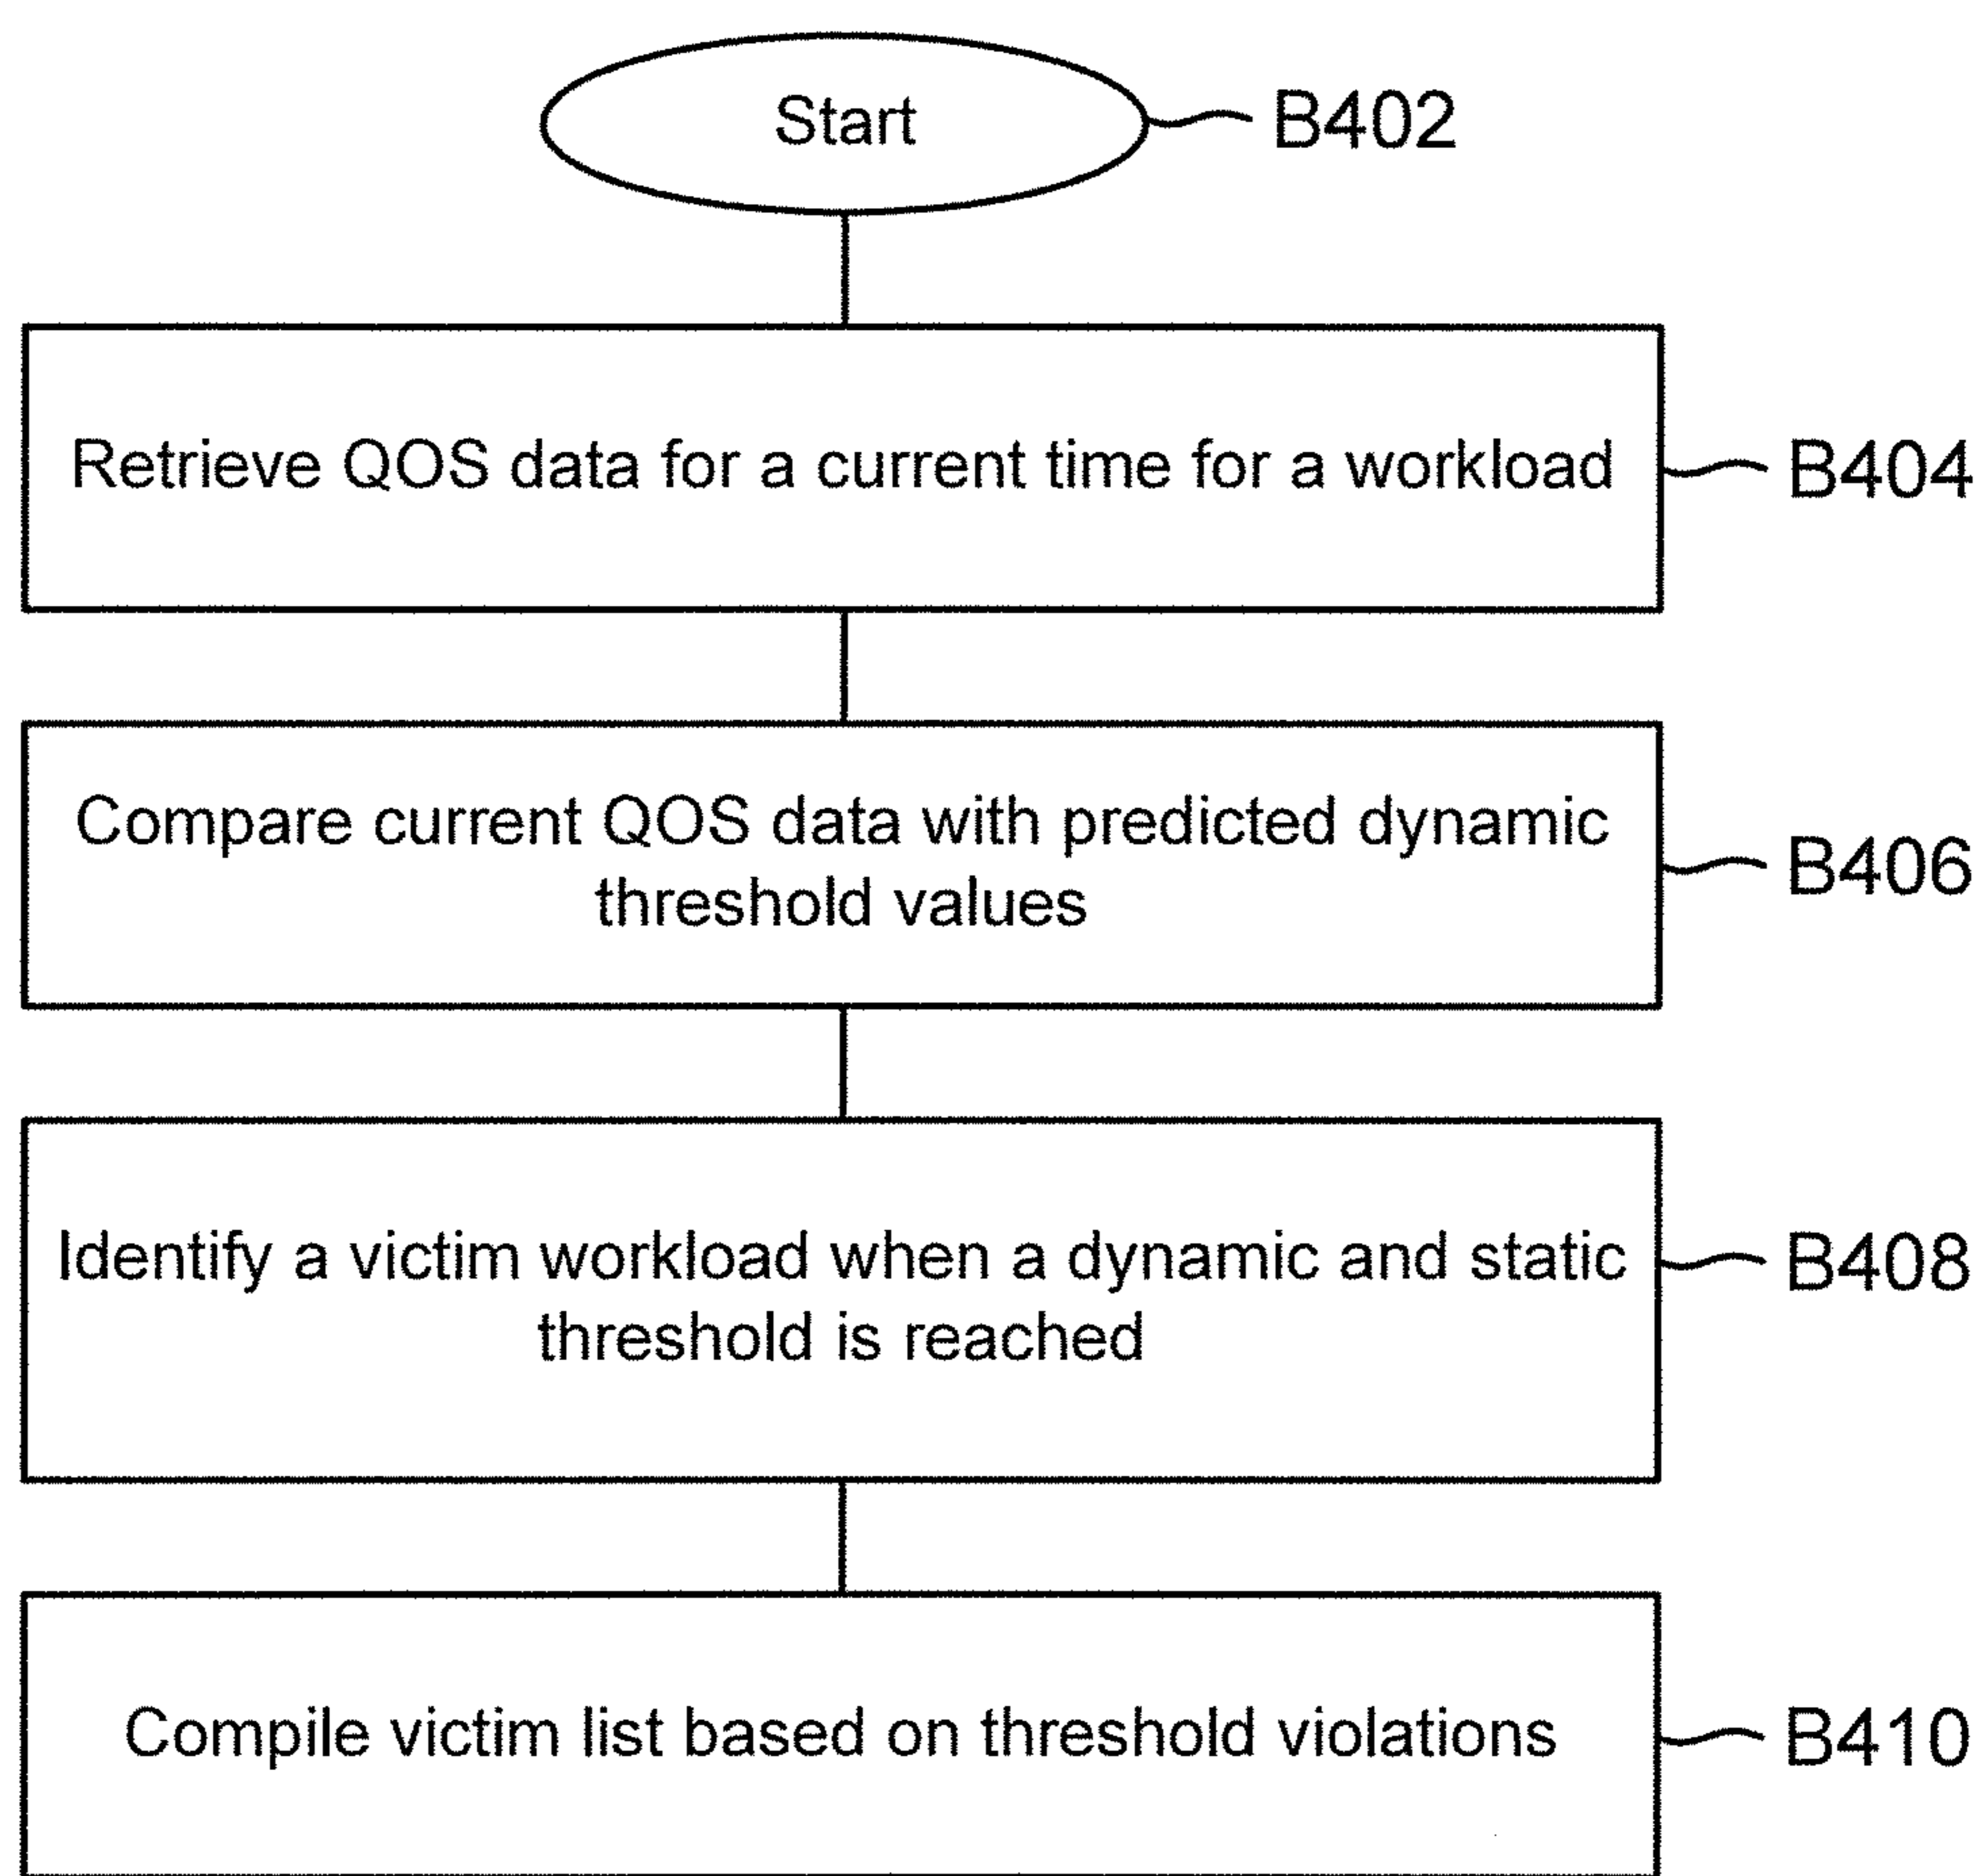 Start
B402
Retrieve QOS data for a current time for a workload
B404
Compare current QOS data with predicted dynamic
threshold values
B406
Identify a victim workload when a dynamic and static
threshold is reached
B408
Compile victim list based on threshold violations
B410